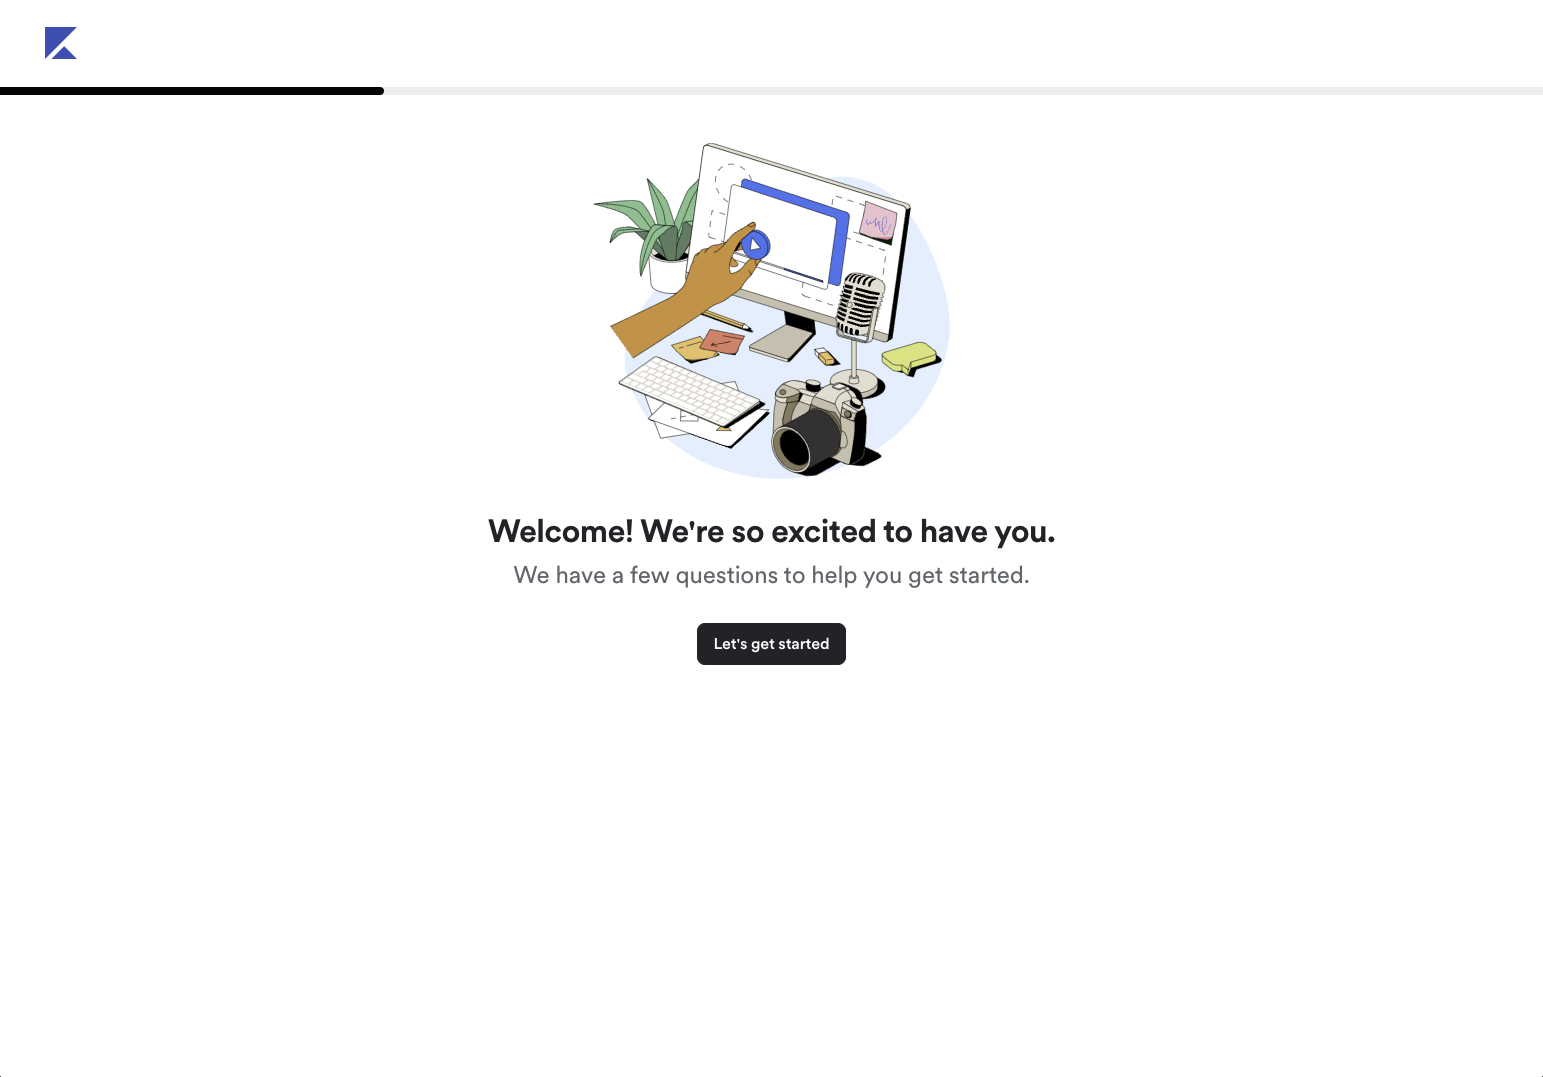 Welcome! We're so excited to have you.
We have a few questions to help you get started.
Let's get started